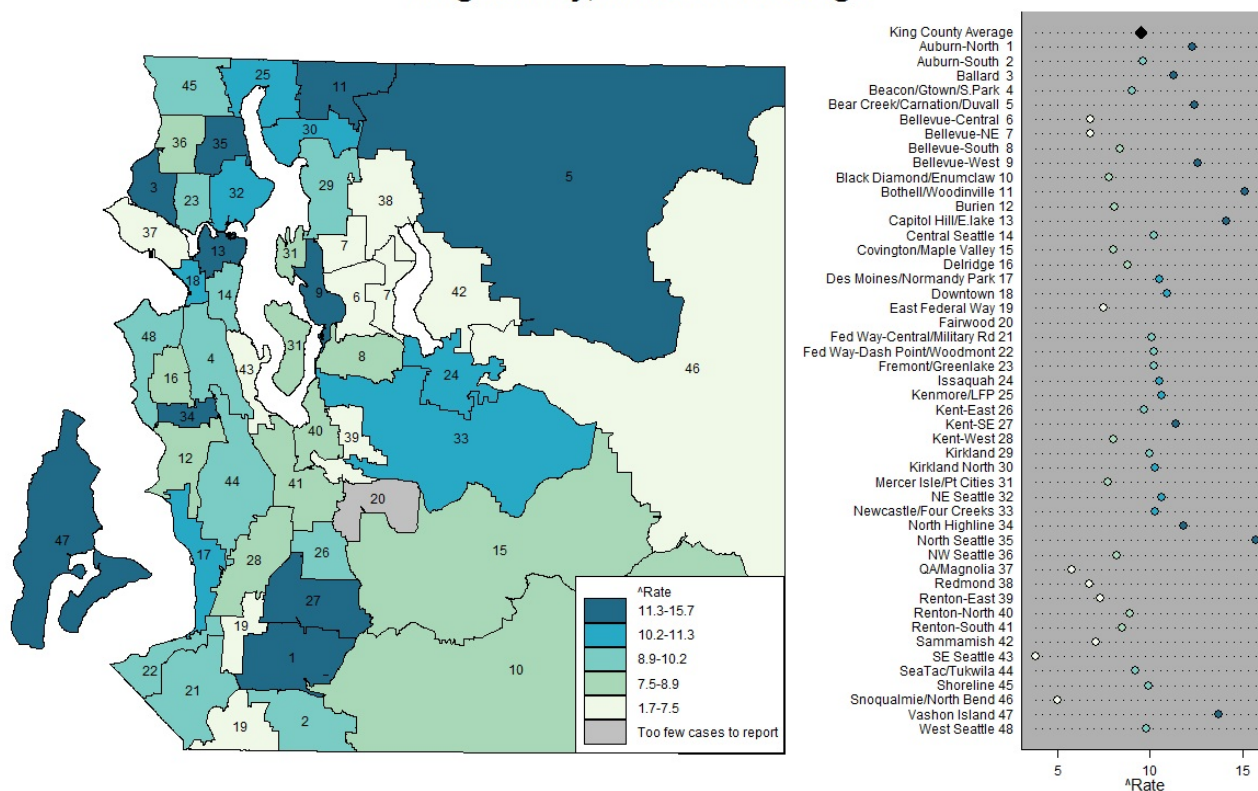 45
25
11
36
35
30
5
3
23
32
29
38
37
13
31
7
18
14
9
6
7
42
48
4
31
8
46
16
43
24
34
40
39
33
12
44
41
20
47
17
28
26
15
27
19
1
10
22
21
19
2
^Rate
11.3-15.7
10.2-11.3
8.9-10.2
7.5-8.9
1.7-7.5
Too few cases to report
King County Average
Auburn-North 1
Auburn-South 2
Ballard 3
Beacon/Gtown/S.Park 4
Bear Creek/Carnation/Duvall 5
Bellevue-Central 6
Bellevue-NE 7
Bellevue-South 8
Bellevue-West 9
Black Diamond/Enumclaw 10
Bothell/Woodinville 11
Burien 12
Capitol Hill/E.lake 13
Central Seattle 14
Covington/Maple Valley 15
Delridge 16
Des Moines/Normandy Park 17
Downtown 18
East Federal Way 19
Fairwood 20
Fed Way-Central/Military Rd 21
Fed Way-Dash Point/Woodmont 22
Fremont/Greenlake 23
Issaquah 24
Kenmore/LFP 25
Kent-East 26
Kent-SE 27
Kent-West 28
Kirkland 29
Kirkland North 30
Mercer Isle/Pt Cities 31
NE Seattle 32
Newcastle/Four Creeks 33
North Highline 34
North Seattle 35
NW Seattle 36
QA/Magnolia 37
Redmond 38
Renton-East 39
Renton-North 40
Renton-South 41
Sammamish 42
SE Seattle 43
SeaTac/Tukwila 44
Shoreline 45
Snoqualmie/North Bend 46
Vashon Island 47
West Seattle 48
5 10 15
^Rate